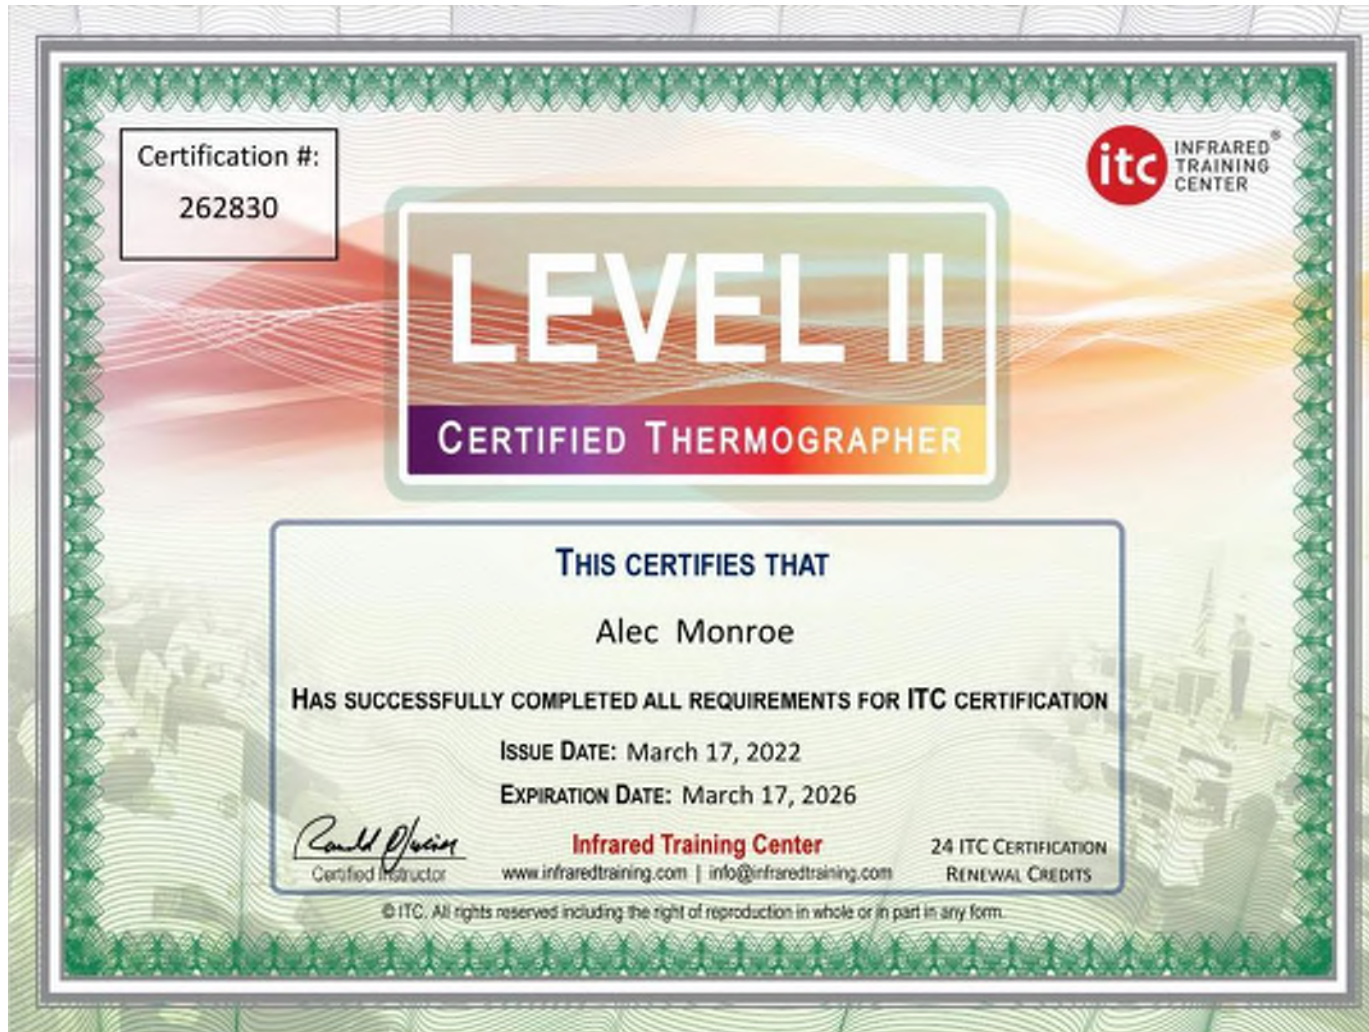 Certification #:
262830
itc INFRARED®
TRAINING
CENTER
LEVEL II
CERTIFIED THERMOGRAPHER
THIS CERTIFIES THAT
Alec Monroe
HAS SUCCESSFULLY COMPLETED ALL REQUIREMENTS FOR ITC CERTIFICATION
ISSUE DATE: March 17, 2022
EXPIRATION DATE: March 17, 2026
Certified Instructor
Infrared Training Center
www.infraredtraining.com | info@infraredtraining.com
24 ITC CERTIFICATION
RENEWAL CREDITS
© ITC. All rights reserved including the right of reproduction in whole or in part in any form.